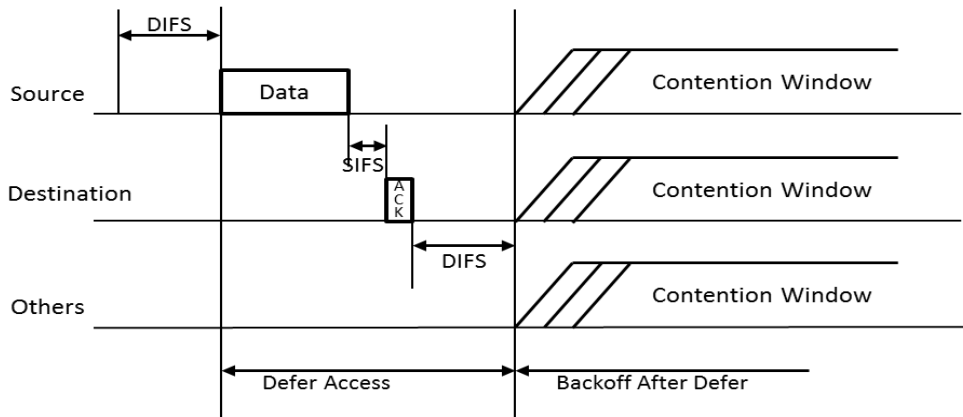 DIFS
Source
Data
Contention Window
SIFS
Destination
A
C
K
Contention Window
DIFS
Others
Contention Window
Defer Access
Backoff After Defer